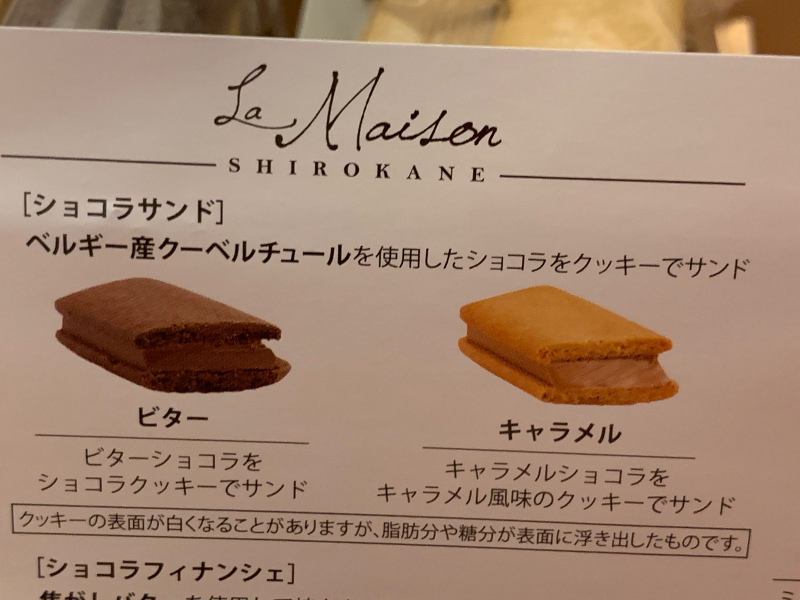 La Maison
SHIROKANE
[ショコラサンド]
ベルギー産クーベルチュールを使用したショコラをクッキーでサンド
ビター
キャラメル
ビターショコラを
ショコラクッキーでサンド
キャラメルショコラを
キャラメル風味のクッキーでサンド
クッキーの表面が白くなることがありますが、脂肪分や糖分が表面に浮き出したものです。
[ショコラフィナンシェ]